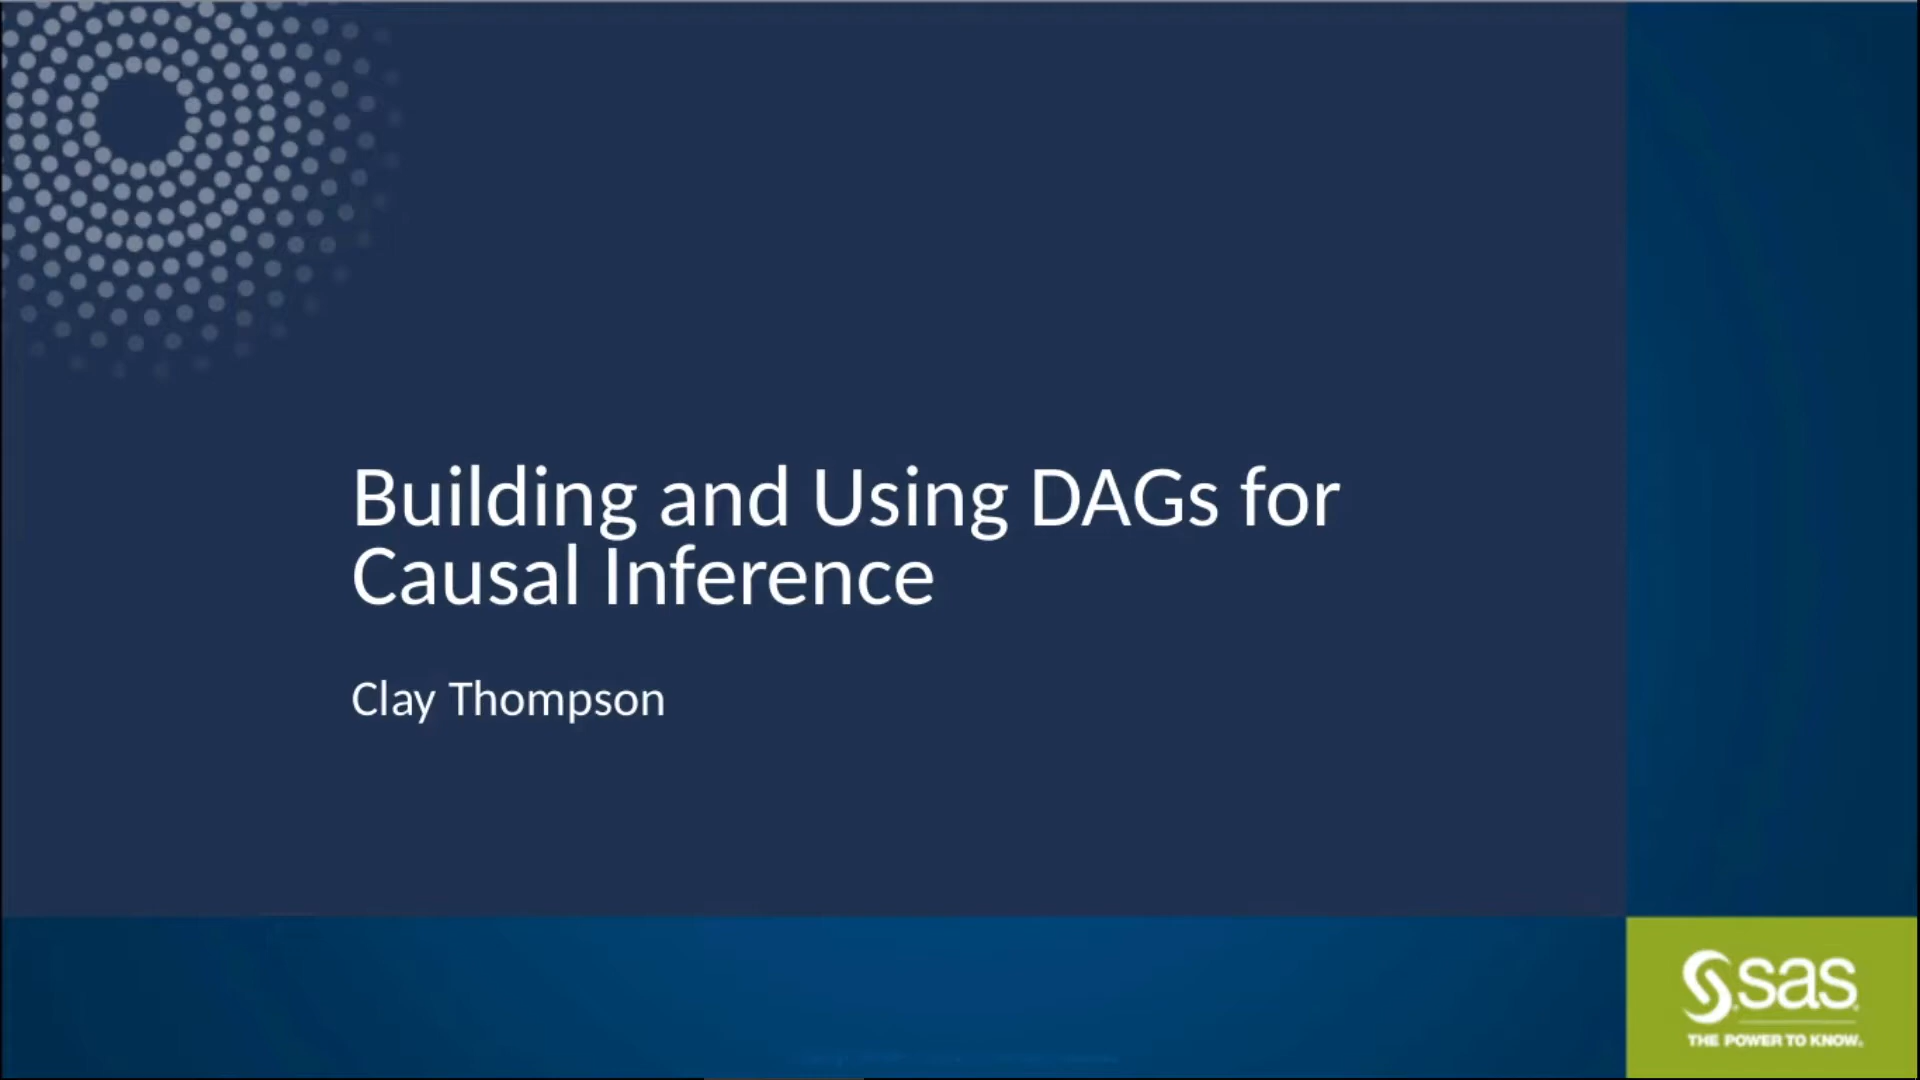 Building and Using DAGs for
Causal Inference
Clay Thompson
sas
THE POWER TO KNOW.